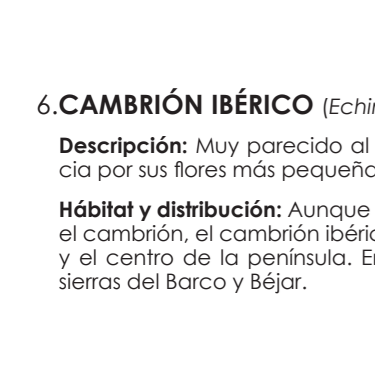 6.CAMBRIÓN IBÉRICO (Echin
Descripción: Muy parecido al
cia por sus flores más pequeña
Hábitat y distribución: Aunque
el cambrión, el cambrión ibéric
y el centro de la península. En
sierras del Barco y Béjar.